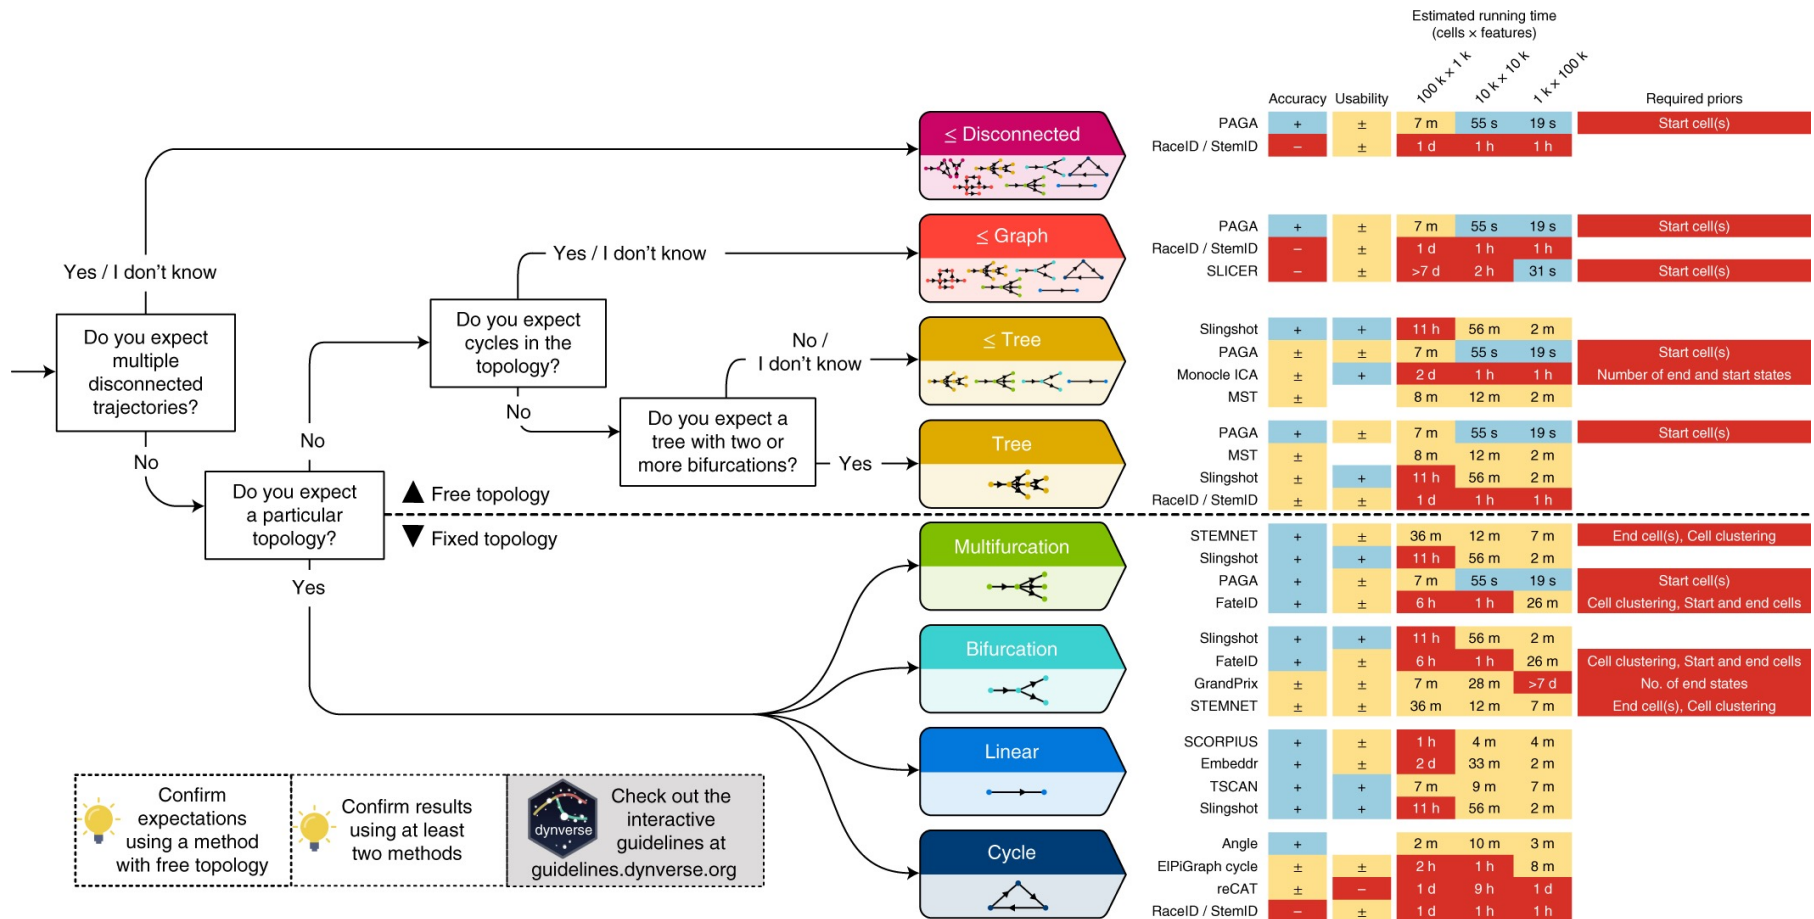 Estimated running time
(cells × features)
Accuracy
Usability
100 k × 1 k
10 k × 10 k
1 k × 100 k
Required priors
≤ Disconnected
PAGA + ± 7 m 55 s 19 s Start cell(s)
RaceID / StemID – ± 1 d 1 h 1 h
≤ Graph
PAGA + ± 7 m 55 s 19 s Start cell(s)
RaceID / StemID – ± 1 d 1 h 1 h
SLICER – ± >7 d 2 h 31 s Start cell(s)
≤ Tree
Slingshot + + 11 h 56 m 2 m
PAGA ± ± 7 m 55 s 19 s Start cell(s)
Monocle ICA ± + 2 d 1 h 1 h Number of end and start states
MST ± 8 m 12 m 2 m
Tree
PAGA + ± 7 m 55 s 19 s Start cell(s)
MST ± 8 m 12 m 2 m
Slingshot ± + 11 h 56 m 2 m
RaceID / StemID ± ± 1 d 1 h 1 h
Multifurcation
STEMNET + ± 36 m 12 m 7 m End cell(s), Cell clustering
Slingshot + + 11 h 56 m 2 m
PAGA + ± 7 m 55 s 19 s Start cell(s)
FateID + ± 6 h 1 h 26 m Cell clustering, Start and end cells
Bifurcation
Slingshot + + 11 h 56 m 2 m
FateID + ± 6 h 1 h 26 m Cell clustering, Start and end cells
GrandPrix ± ± 7 m 28 m >7 d No. of end states
STEMNET ± ± 36 m 12 m 7 m End cell(s), Cell clustering
Linear
SCORPIUS + ± 1 h 4 m 4 m
Embeddr + ± 2 d 33 m 2 m
TSCAN + + 7 m 9 m 7 m
Slingshot + + 11 h 56 m 2 m
Cycle
Angle + 2 m 10 m 3 m
ElPiGraph cycle ± ± 2 h 1 h 8 m
reCAT ± – 1 d 9 h 1 d
RaceID / StemID – ± 1 d 1 h 1 h
Yes / I don't know
Do you expect
multiple
disconnected
trajectories?
No
Do you expect
a particular
topology?
No
Yes
Yes / I don't know
Do you expect
cycles in the
topology?
No
No /
I don't know
Do you expect a
tree with two or
more bifurcations?
Yes
▲ Free topology
▼ Fixed topology
Confirm
expectations
using a method
with free topology
Confirm results
using at least
two methods
dynverse
Check out the
interactive
guidelines at
guidelines.dynverse.org